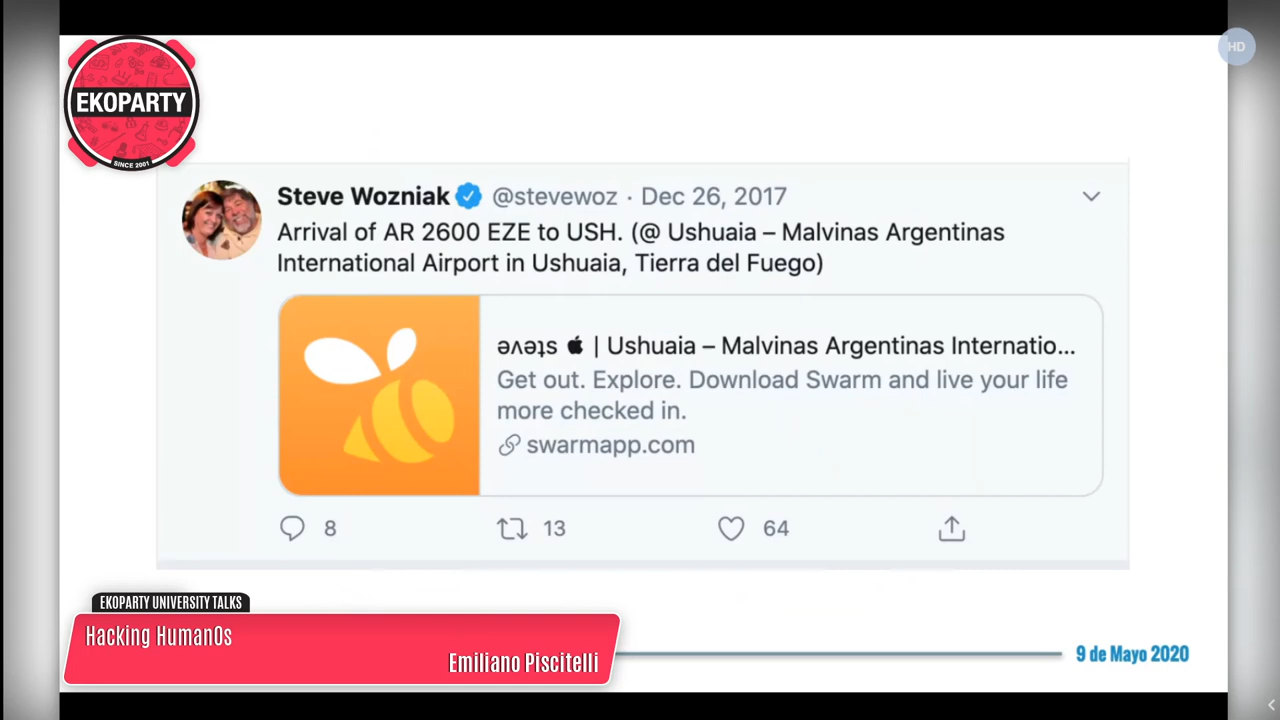 EKOPARTY
SINCE 2001
HD
Steve Wozniak @stevewoz · Dec 26, 2017
Arrival of AR 2600 EZE to USH. (@ Ushuaia – Malvinas Argentinas
International Airport in Ushuaia, Tierra del Fuego)
ǝʌǝʇs  | Ushuaia – Malvinas Argentinas Internatio...
Get out. Explore. Download Swarm and live your life
more checked in.
swarmapp.com
8 13 64
EKOPARTY UNIVERSITY TALKS
Hacking HumanOs
Emiliano Piscitelli
9 de Mayo 2020